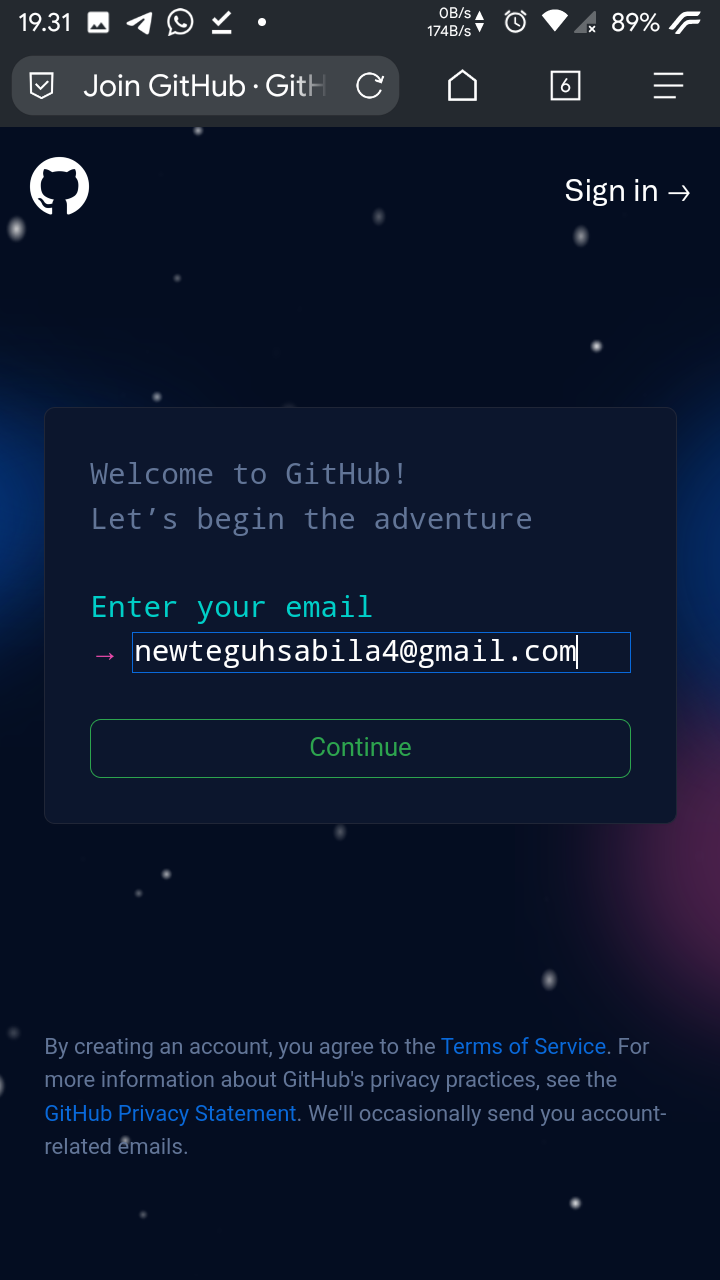 19.31
0B/s
174B/s
89%
Join GitHub · GitH
6
Sign in →
Welcome to GitHub!
Let’s begin the adventure
Enter your email
→ newteguhsabila4@gmail.com
Continue
By creating an account, you agree to the Terms of Service. For
more information about GitHub's privacy practices, see the
GitHub Privacy Statement. We'll occasionally send you account-
related emails.